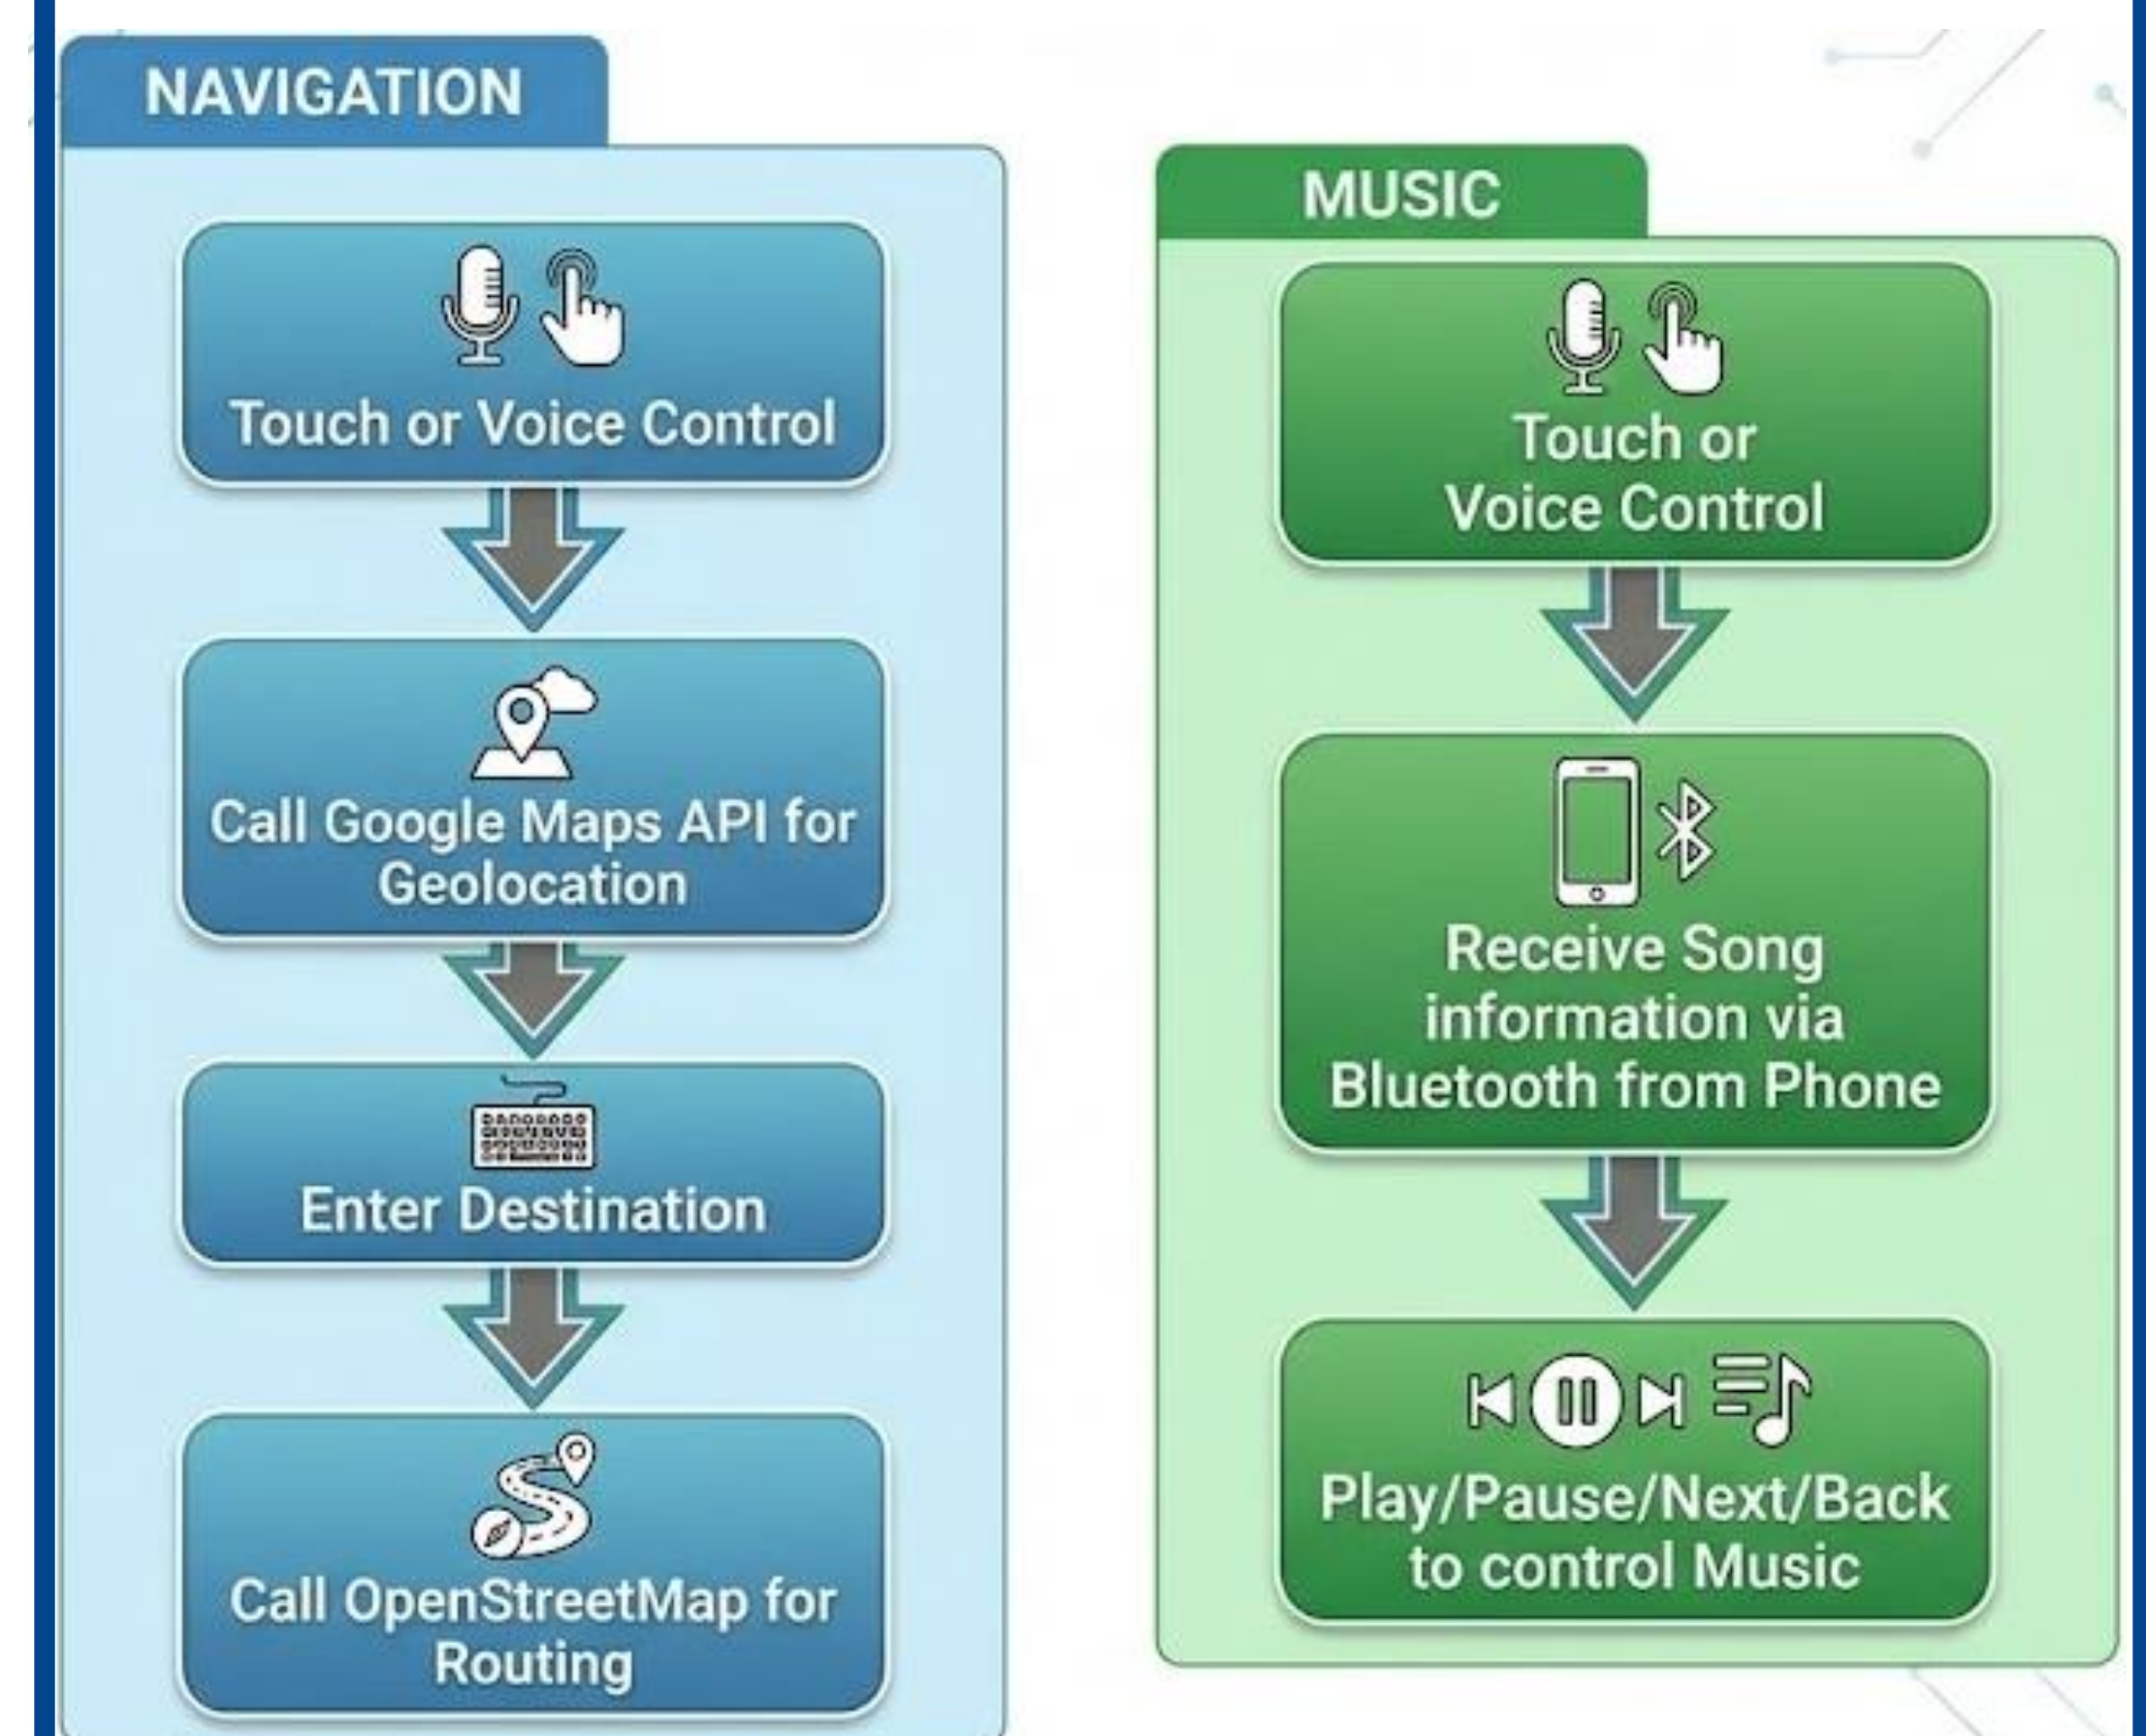 NAVIGATION
Touch or Voice Control
Call Google Maps API for
Geolocation
Enter Destination
Call OpenStreetMap for
Routing
MUSIC
Touch or
Voice Control
Receive Song
information via
Bluetooth from Phone
Play/Pause/Next/Back
to control Music